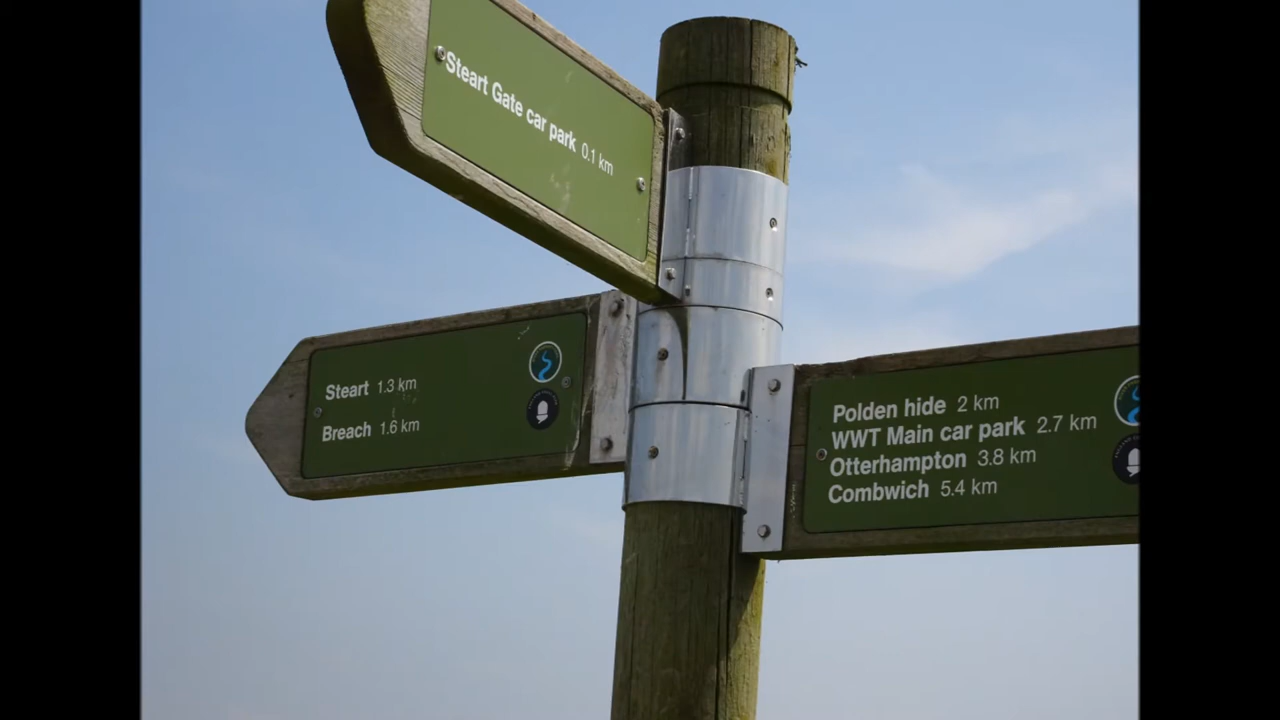 Steart Gate car park 0.1 km
Steart 1.3 km
Breach 1.6 km
Polden hide 2 km
WWT Main car park 2.7 km
Otterhampton 3.8 km
Combwich 5.4 km